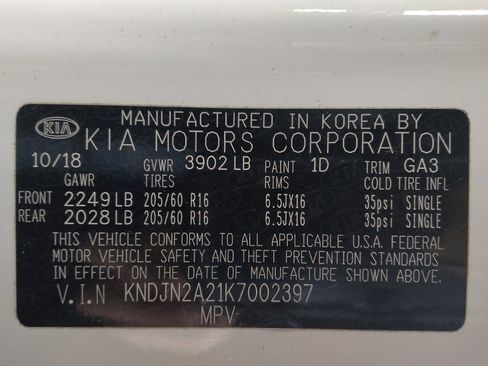 MANUFACTURED IN KOREA BY
KIA KIA MOTORS CORPORATION
10/18 GVWR 3902 LB PAINT 1D TRIM GA3
GAWR TIRES RIMS COLD TIRE INFL
FRONT 2249 LB 205/60 R16 6.5JX16 35psi SINGLE
REAR 2028 LB 205/60 R16 6.5JX16 35psi SINGLE
THIS VEHICLE CONFORMS TO ALL APPLICABLE U.S.A. FEDERAL
MOTOR VEHICLE SAFETY AND THEFT PREVENTION STANDARDS
IN EFFECT ON THE DATE OF MANUFACTURE SHOWN ABOVE.
V.I.N KNDJN2A21K7002397
MPV